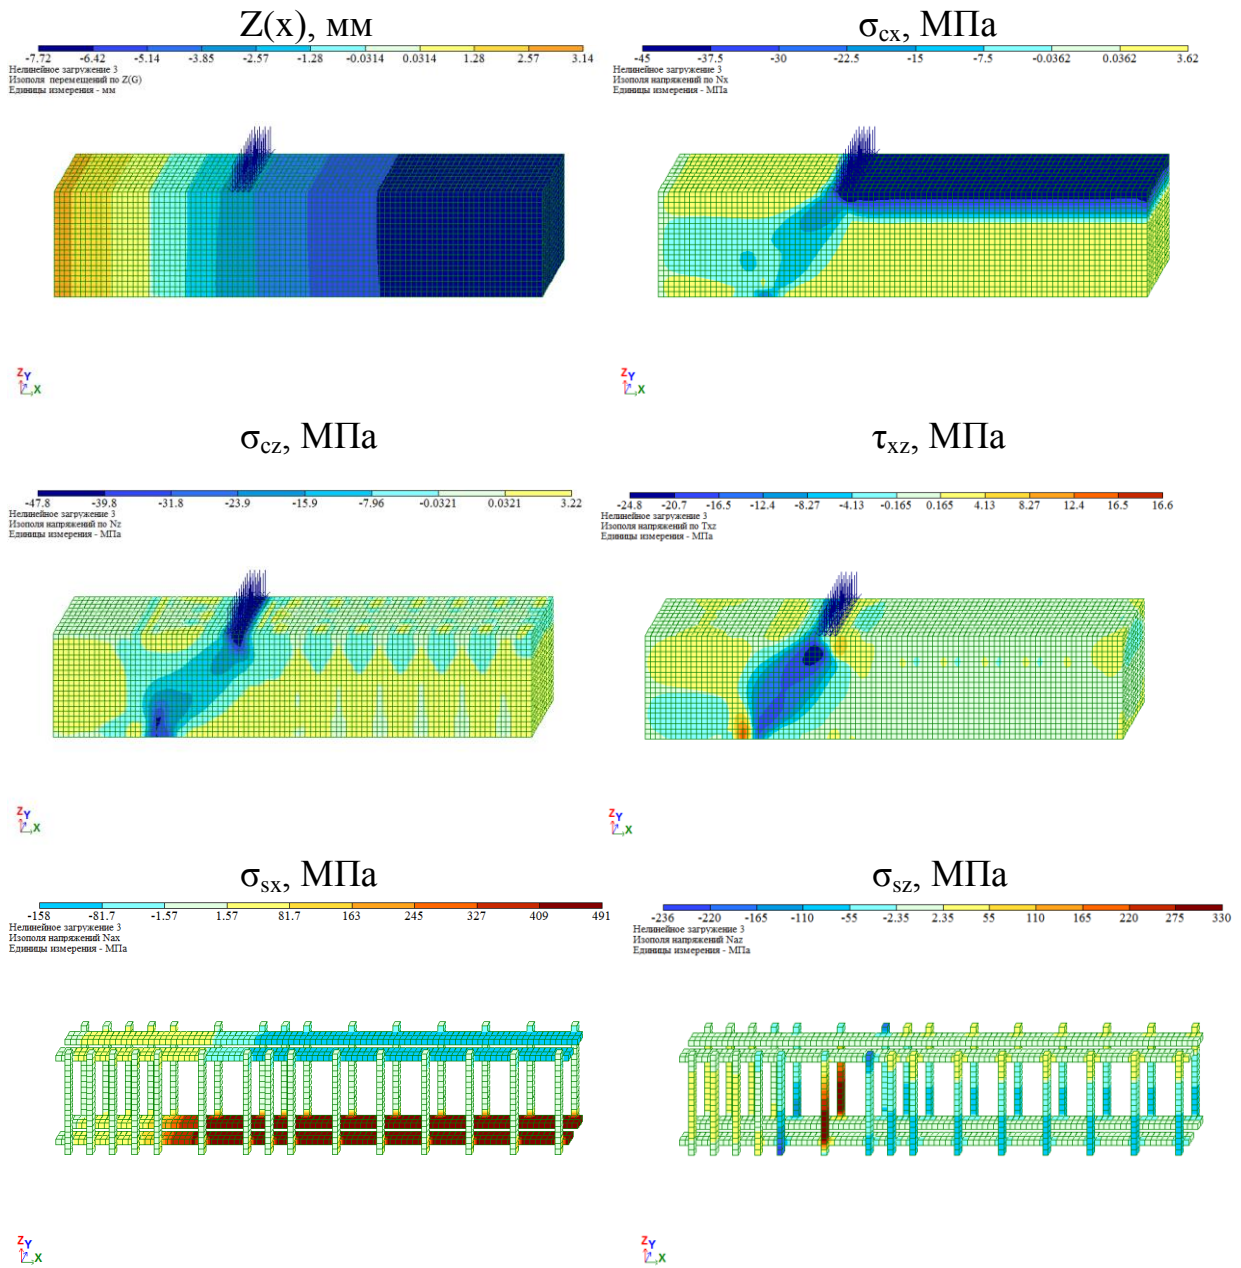 Z(x), мм
-7.72 -6.42 -5.14 -3.85 -2.57 -1.28 -0.0314 0.0314 1.28 2.57 3.14
Нелинейное загружение 3
Изополя перемещений по Z(G)
Единицы измерения - мм
Z Y X
σcx, МПа
-45 -37.5 -30 -22.5 -15 -7.5 -0.0362 0.0362 3.62
Нелинейное загружение 3
Изополя напряжений по Nx
Единицы измерения - МПа
Z Y X
σcz, МПа
-47.8 -39.8 -31.8 -23.9 -15.9 -7.96 -0.0321 0.0321 3.22
Нелинейное загружение 3
Изополя напряжений по Nz
Единицы измерения - МПа
Z Y X
τxz, МПа
-24.8 -20.7 -16.5 -12.4 -8.27 -4.13 -0.165 0.165 4.13 8.27 12.4 16.5 16.6
Нелинейное загружение 3
Изополя напряжений по Txz
Единицы измерения - МПа
Z Y X
σsx, МПа
-158 -81.7 -1.57 1.57 81.7 163 245 327 409 491
Нелинейное загружение 3
Изополя напряжений Nax
Единицы измерения - МПа
Z Y X
σsz, МПа
-236 -220 -165 -110 -55 -2.35 2.35 55 110 165 220 275 330
Нелинейное загружение 3
Изополя напряжений Naz
Единицы измерения - МПа
Z Y X